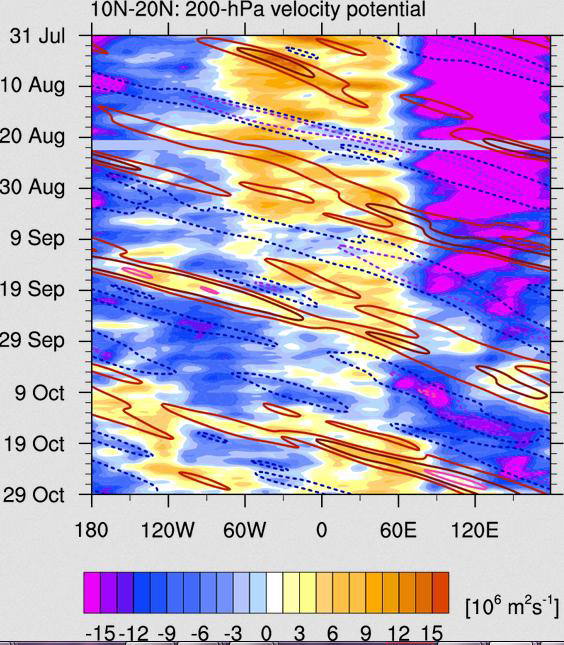 10N-20N: 200-hPa velocity potential
31 Jul
10 Aug
20 Aug
30 Aug
9 Sep
19 Sep
29 Sep
9 Oct
19 Oct
29 Oct
180 120W 60W 0 60E 120E
-15 -12 -9 -6 -3 0 3 6 9 12 15
[10⁶ m²s⁻¹]